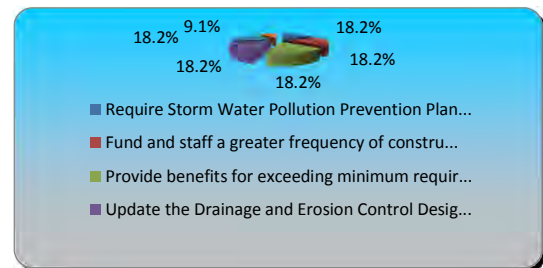 9.1%
18.2%
18.2%
18.2%
18.2%
18.2%
Require Storm Water Pollution Prevention Plan...
Fund and staff a greater frequency of constru...
Provide benefits for exceeding minimum requir...
Update the Drainage and Erosion Control Desig...